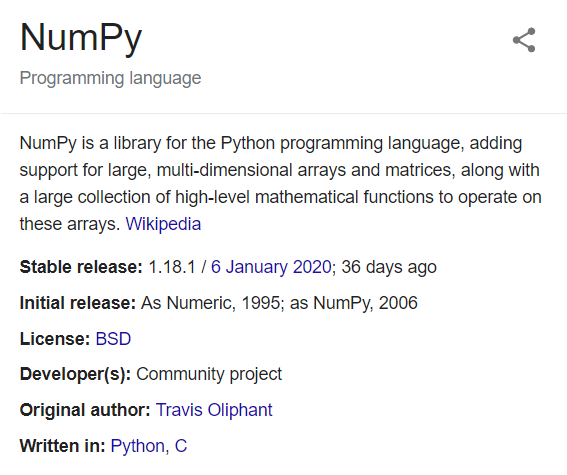 NumPy
Programming language
NumPy is a library for the Python programming language, adding
support for large, multi-dimensional arrays and matrices, along with
a large collection of high-level mathematical functions to operate on
these arrays. Wikipedia
Stable release: 1.18.1 / 6 January 2020; 36 days ago
Initial release: As Numeric, 1995; as NumPy, 2006
License: BSD
Developer(s): Community project
Original author: Travis Oliphant
Written in: Python, C